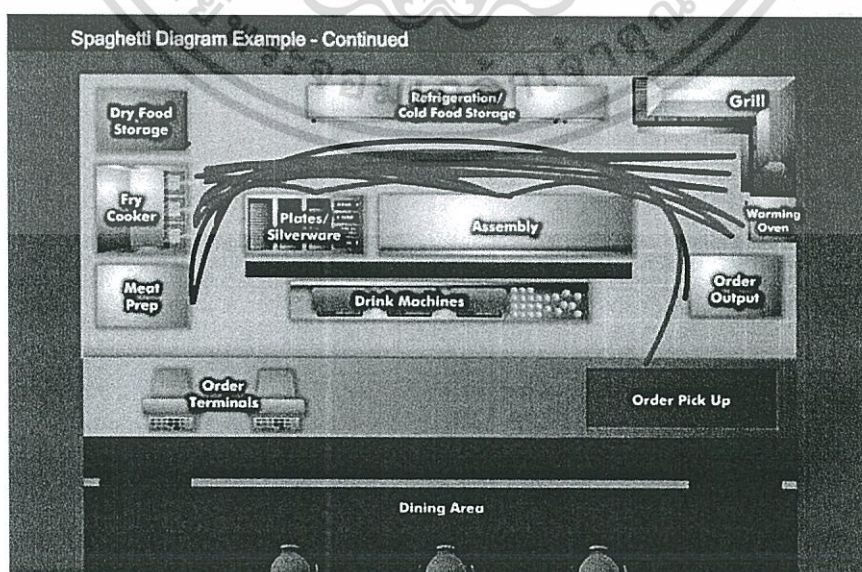 Spaghetti Diagram Example - Continued
Dry Food
Storage
Refrigeration/
Cold Food Storage
Grill
Fry
Cooker
Plates/
Silverware
Assembly
Warming
Oven
Meat
Prep
Drink Machines
Order
Output
Order
Terminals
Order Pick Up
Dining Area